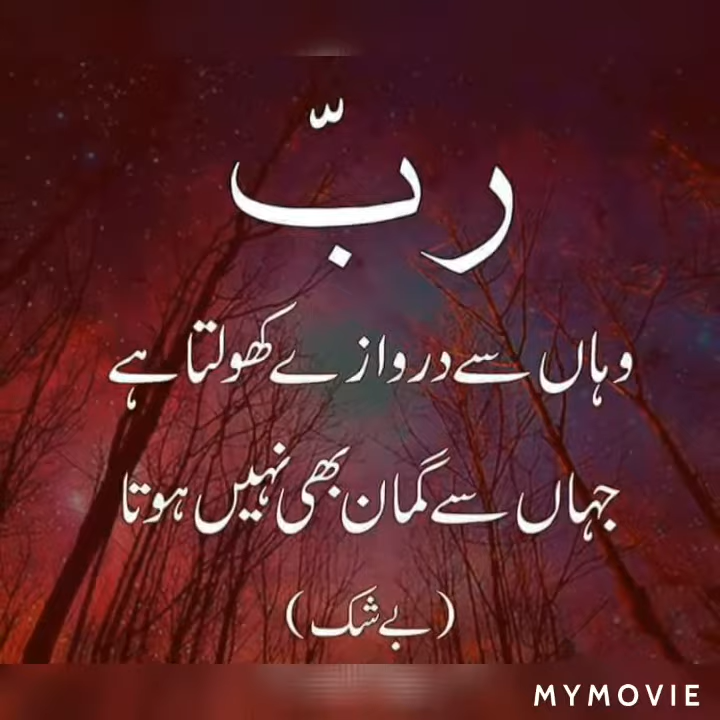 ربّ
وہاں سے دروازے کھولتا ہے
جہاں سے گمان بھی نہیں ہوتا
(بے شک)
MYMOVIE